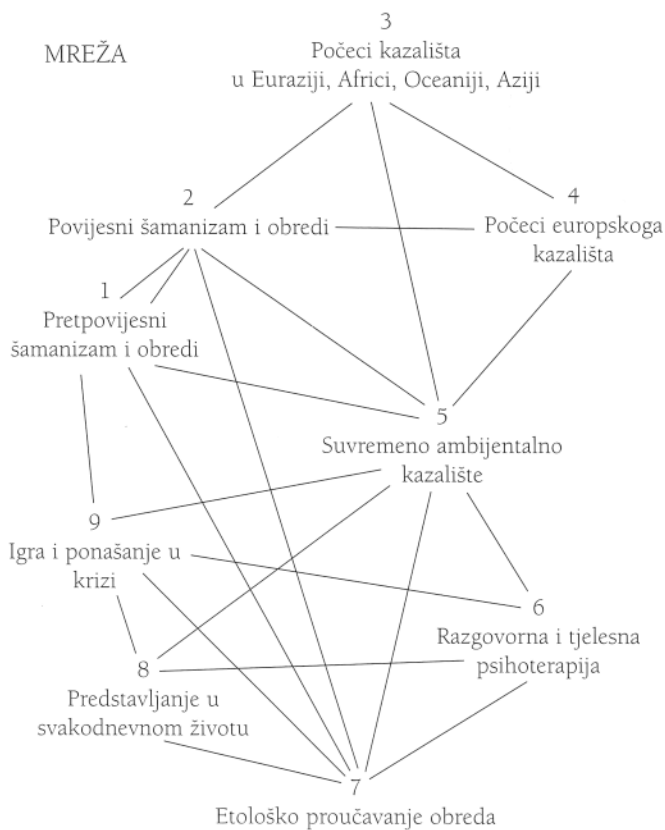 MREŽA
3
Počeci kazališta
u Euraziji, Africi, Oceaniji, Aziji
2
Povijesni šamanizam i obredi
4
Počeci europskoga
kazališta
1
Pretpovijesni
šamanizam i obredi
5
Suvremeno ambijentalno
kazalište
9
Igra i ponašanje u
krizi
6
Razgovorna i tjelesna
psihoterapija
8
Predstavljanje u
svakodnevnom životu
7
Etološko proučavanje obreda